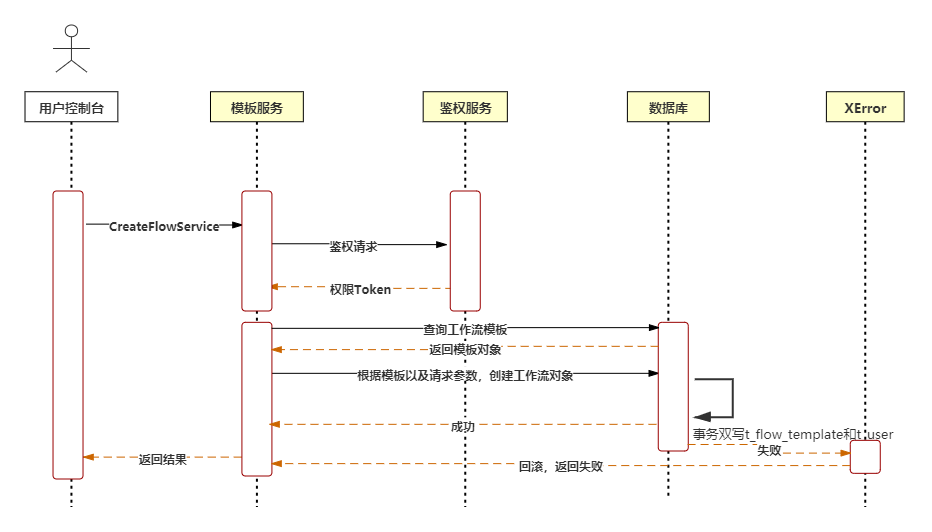 用户控制台
模板服务
鉴权服务
数据库
XError
CreateFlowService
鉴权请求
权限Token
查询工作流模板
返回模板对象
根据模板以及请求参数，创建工作流对象
成功
事务双写t_flow_template和t_user
失败
返回结果
回滚，返回失败